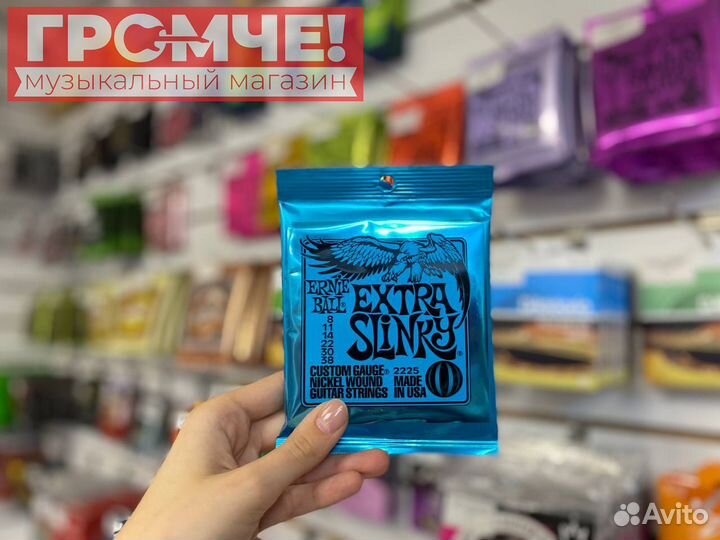 ГРОМЧЕ!
музыкальный магазин
ERNIE BALL
EXTRA
SLINKY
8
11
14
22
30
38
CUSTOM GAUGE® 2225
NICKEL WOUND MADE
GUITAR STRINGS IN USA
Avito